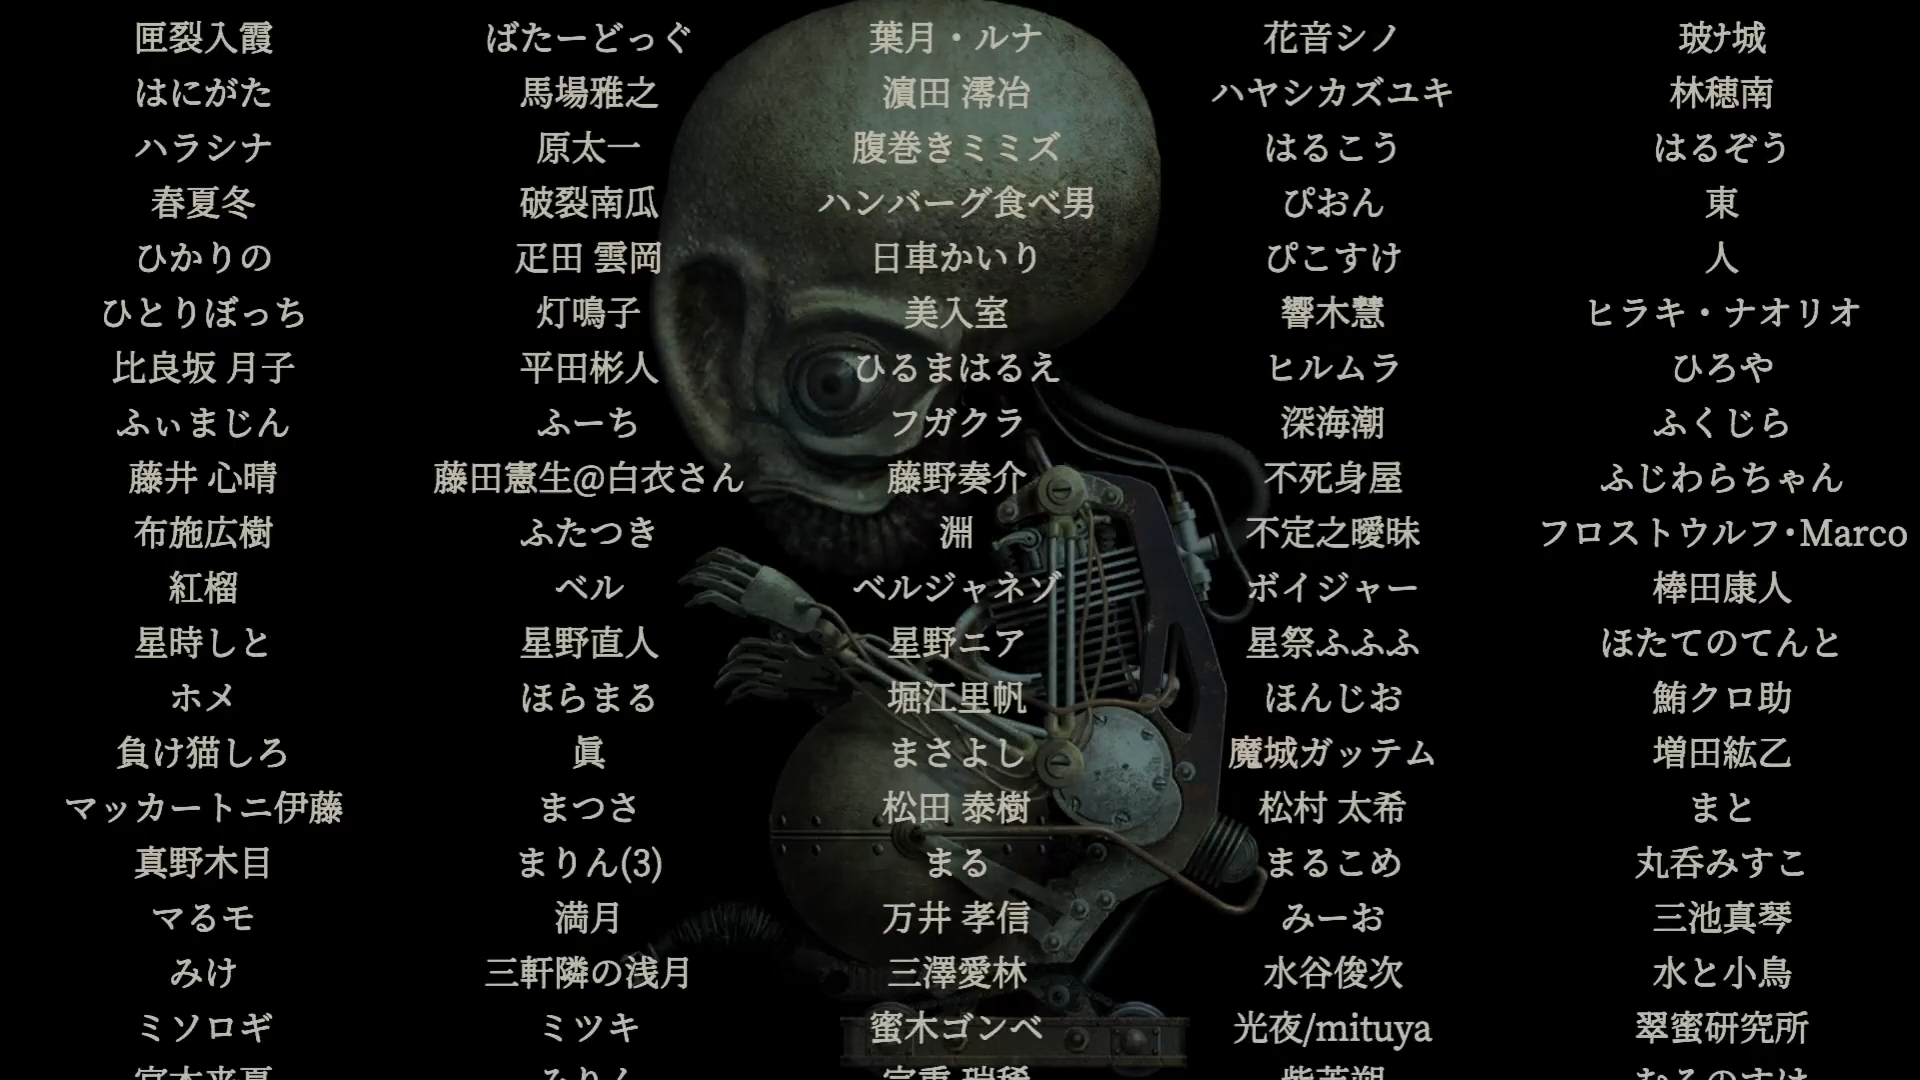 匣裂入霞 ばたーどっぐ 葉月・ルナ 花音シノ 玻ﾅ城
はにがた 馬場雅之 濵田 澪冶 ハヤシカズユキ 林穂南
ハラシナ 原太一 腹巻きミミズ はるこう はるぞう
春夏冬 破裂南瓜 ハンバーグ食べ男 ぴおん 東
ひかりの 疋田 雲岡 日車かいり ぴこすけ 人
ひとりぼっち 灯鳴子 美入室 響木慧 ヒラキ・ナオリオ
比良坂 月子 平田彬人 ひるまはるえ ヒルムラ ひろや
ふぃまじん ふーち フガクラ 深海潮 ふくじら
藤井 心晴 藤田憲生@白衣さん 藤野奏介 不死身屋 ふじわらちゃん
布施広樹 ふたつき 淵 不定之曖昧 フロストウルフ・Marco
紅榴 ベル ベルジャネゾ ボイジャー 棒田康人
星時しと 星野直人 星野ニア 星祭ふふふ ほたてのてんと
ホメ ほらまる 堀江里帆 ほんじお 鮪クロ助
負け猫しろ 眞 まさよし 魔城ガッテム 増田紘乙
マッカートニ伊藤 まつさ 松田 泰樹 松村 太希 まと
真野木目 まりん(3) まる まるこめ 丸呑みすこ
マるモ 満月 万井 孝信 みーお 三池真琴
みけ 三軒隣の浅月 三澤愛林 水谷俊次 水と小鳥
ミソロギ ミツキ 蜜木ゴンベ 光夜/mituya 翠蜜研究所